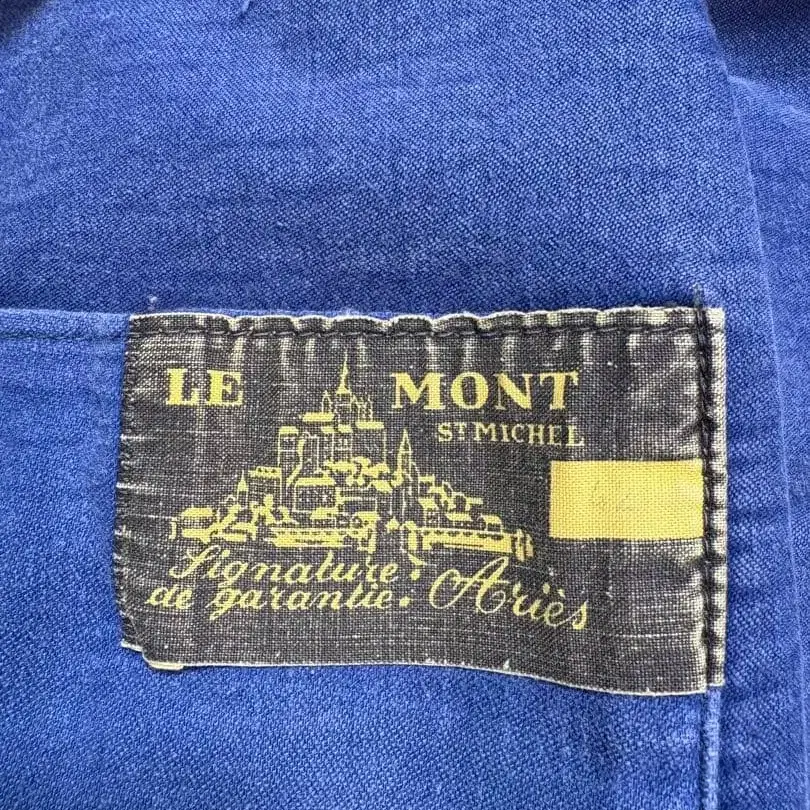 LE MONT
ST MICHEL
Signature:
de garantie: Ariès